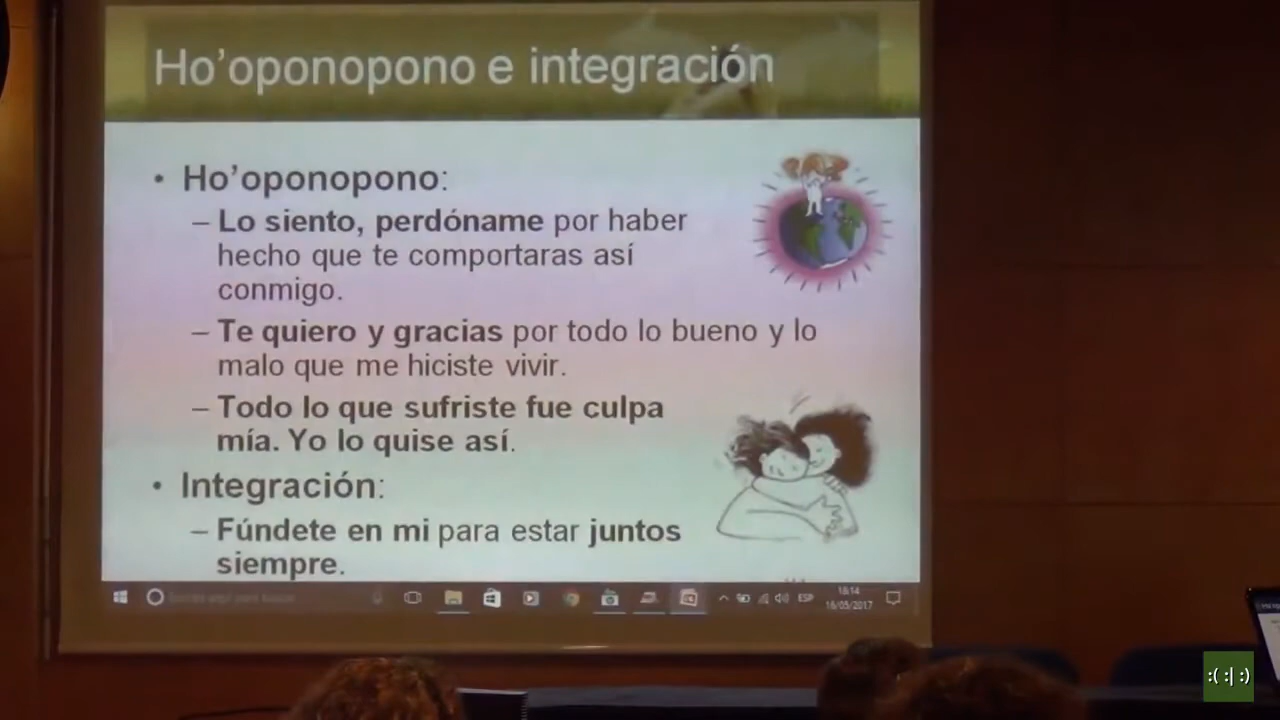 Ho'oponopono e integración
• Ho'oponopono:
– Lo siento, perdóname por haber
hecho que te comportaras así
conmigo.
– Te quiero y gracias por todo lo bueno y lo
malo que me hiciste vivir.
– Todo lo que sufriste fue culpa
mía. Yo lo quise así.
• Integración:
– Fúndete en mi para estar juntos
siempre.
ESP
18:14
16/05/2017
:( :| :)